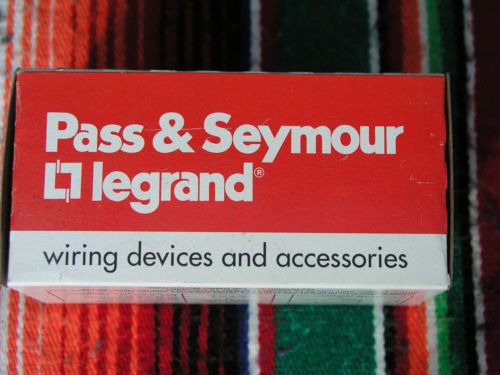 Pass & Seymour
legrand®
wiring devices and accessories